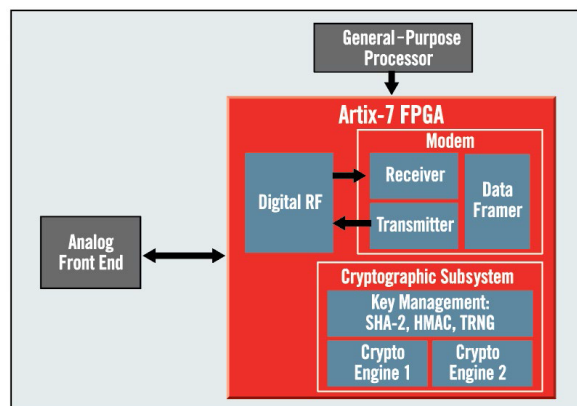 General-Purpose
Processor
Artix-7 FPGA
Modem
Receiver
Digital RF
Data
Framer
Transmitter
Analog
Front End
Cryptographic Subsystem
Key Management:
SHA-2, HMAC, TRNG
Crypto
Engine 1
Crypto
Engine 2